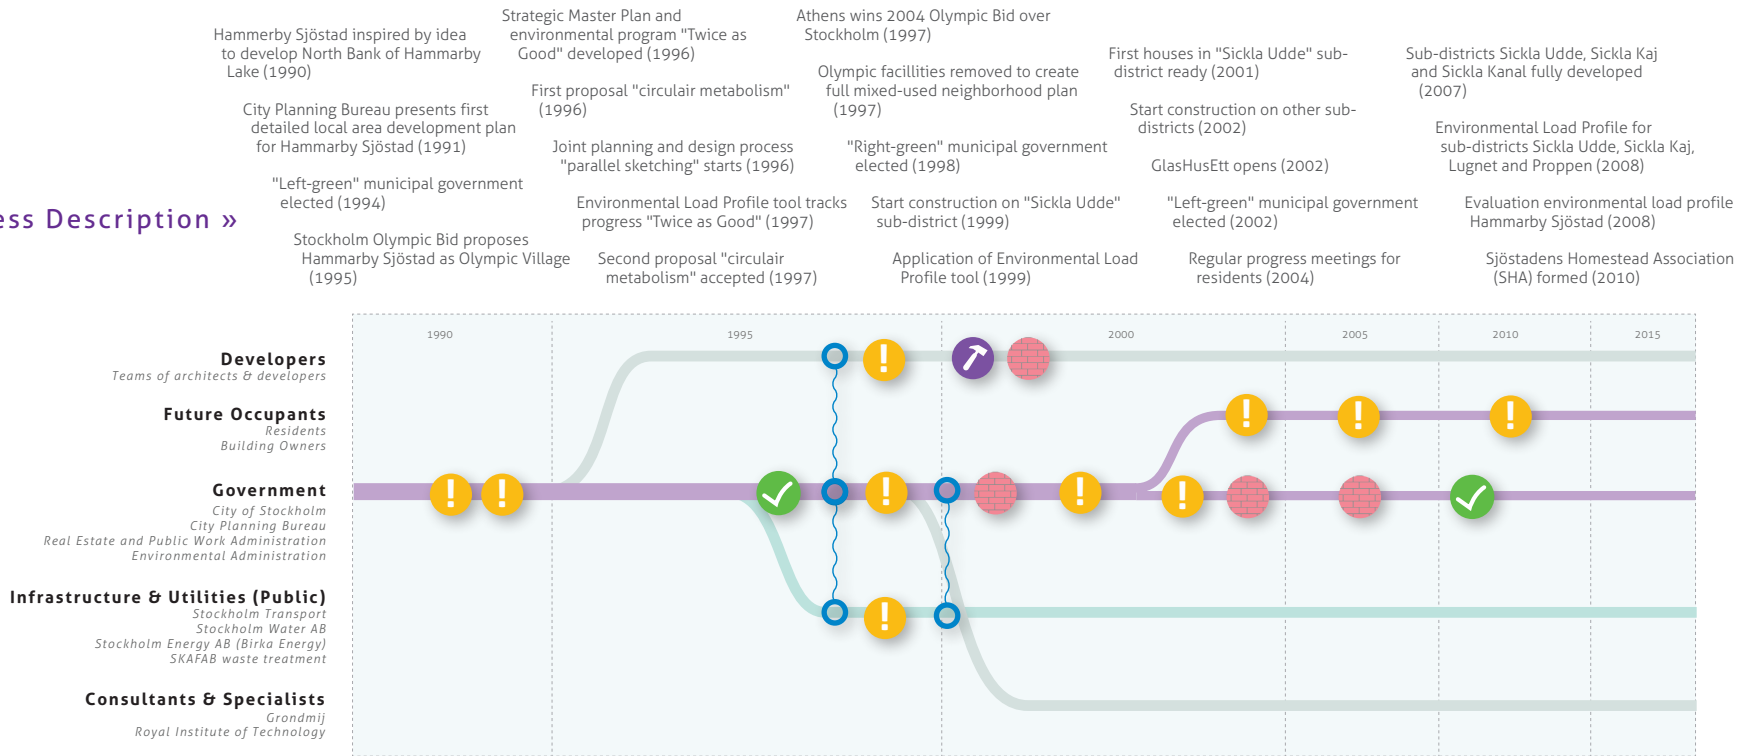 Hammerby Sjöstad inspired by idea
to develop North Bank of Hammarby
Lake (1990)
City Planning Bureau presents first
detailed local area development plan
for Hammarby Sjöstad (1991)
"Left-green" municipal government
elected (1994)
Stockholm Olympic Bid proposes
Hammarby Sjöstad as Olympic Village
(1995)
Strategic Master Plan and
environmental program "Twice as
Good" developed (1996)
First proposal "circulair metabolism"
(1996)
Joint planning and design process
"parallel sketching" starts (1996)
Environmental Load Profile tool tracks
progress "Twice as Good" (1997)
Second proposal "circulair
metabolism" accepted (1997)
Athens wins 2004 Olympic Bid over
Stockholm (1997)
Olympic facillities removed to create
full mixed-used neighborhood plan
(1997)
"Right-green" municipal government
elected (1998)
Start construction on "Sickla Udde"
sub-district (1999)
Application of Environmental Load
Profile tool (1999)
First houses in "Sickla Udde" sub-
district ready (2001)
Start construction on other sub-
districts (2002)
GlasHusEtt opens (2002)
"Left-green" municipal government
elected (2002)
Regular progress meetings for
residents (2004)
Sub-districts Sickla Udde, Sickla Kaj
and Sickla Kanal fully developed
(2007)
Environmental Load Profile for
sub-districts Sickla Udde, Sickla Kaj,
Lugnet and Proppen (2008)
Evaluation environmental load profile
Hammarby Sjöstad (2008)
Sjöstadens Homestead Association
(SHA) formed (2010)
ess Description »
1990 1995 2000 2005 2010 2015
Developers
Teams of architects & developers
Future Occupants
Residents
Building Owners
Government
City of Stockholm
City Planning Bureau
Real Estate and Public Work Administration
Environmental Administration
Infrastructure & Utilities (Public)
Stockholm Transport
Stockholm Water AB
Stockholm Energy AB (Birka Energy)
SKAFAB waste treatment
Consultants & Specialists
Grondmij
Royal Institute of Technology